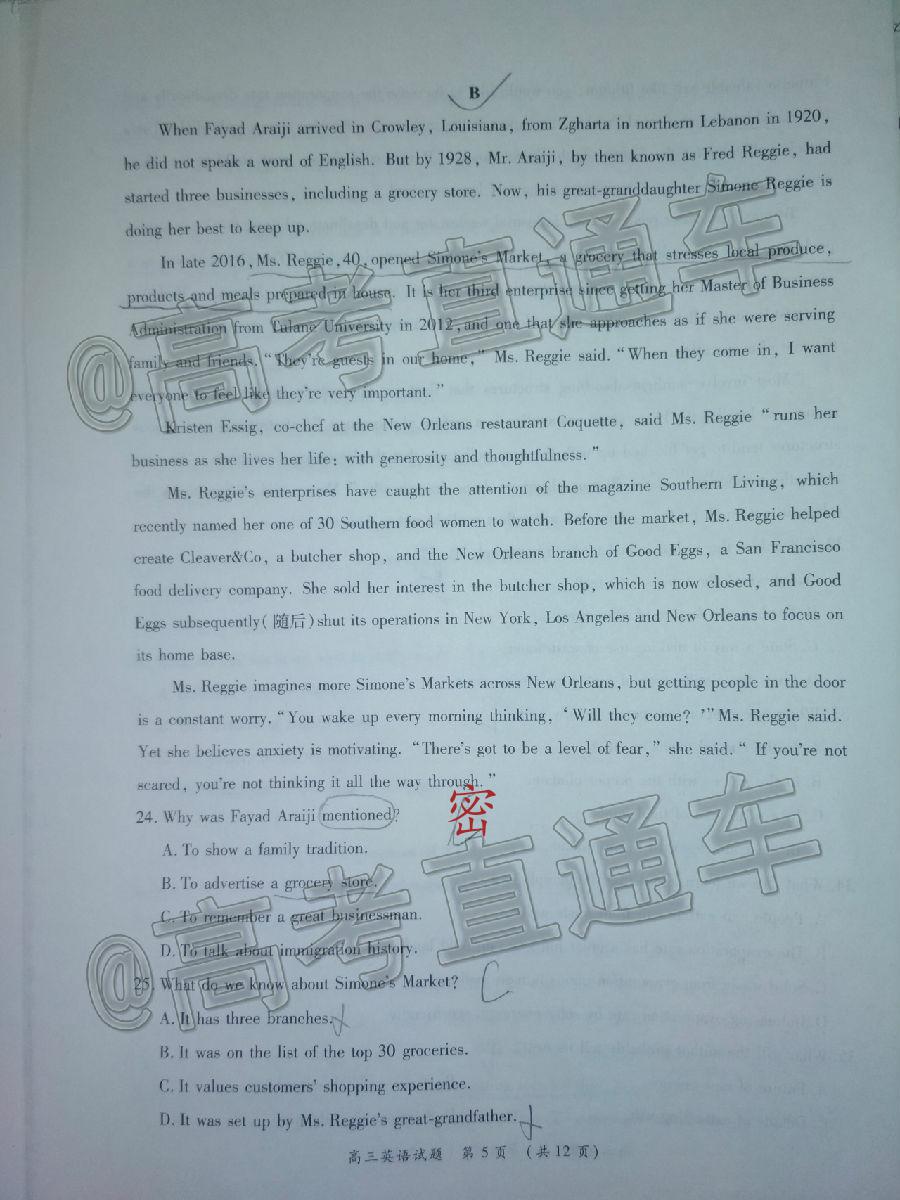 B
When Fayad Araiji arrived in Crowley, Louisiana, from Zgharta in northern Lebanon in 1920,
he did not speak a word of English. But by 1928, Mr. Araiji, by then known as Fred Reggie, had
started three businesses, including a grocery store. Now, his great-granddaughter Simone Reggie is
doing her best to keep up.
In late 2016, Ms. Reggie, 40, opened Simone's Market, a grocery that stresses local produce,
products and meals prepared in house. It is her third enterprise since getting her Master of Business
Administration from Tulane University in 2012, and one that she approaches as if she were serving
family and friends. "They're guests in our home," Ms. Reggie said. "When they come in, I want
everyone to feel like they're very important."
Kristen Essig, co-chef at the New Orleans restaurant Coquette, said Ms. Reggie "runs her
business as she lives her life: with generosity and thoughtfulness."
Ms. Reggie's enterprises have caught the attention of the magazine Southern Living, which
recently named her one of 30 Southern food women to watch. Before the market, Ms. Reggie helped
create Cleaver&Co, a butcher shop, and the New Orleans branch of Good Eggs, a San Francisco
food delivery company. She sold her interest in the butcher shop, which is now closed, and Good
Eggs subsequently(随后)shut its operations in New York, Los Angeles and New Orleans to focus on
its home base.
Ms. Reggie imagines more Simone's Markets across New Orleans, but getting people in the door
is a constant worry. "You wake up every morning thinking, 'Will they come?'" Ms. Reggie said.
Yet she believes anxiety is motivating. "There's got to be a level of fear," she said. "If you're not
scared, you're not thinking it all the way through."
密
24. Why was Fayad Araiji mentioned?
A. To show a family tradition.
B. To advertise a grocery store.
C. To remember a great businessman.
D. To talk about immigration history.
25. What do we know about Simone's Market? C
A. It has three branches.
B. It was on the list of the top 30 groceries.
C. It values customers' shopping experience.
D. It was set up by Ms. Reggie's great-grandfather.
高三英语试题 第5页 (共12页)
@高考直通车
@高考直通车